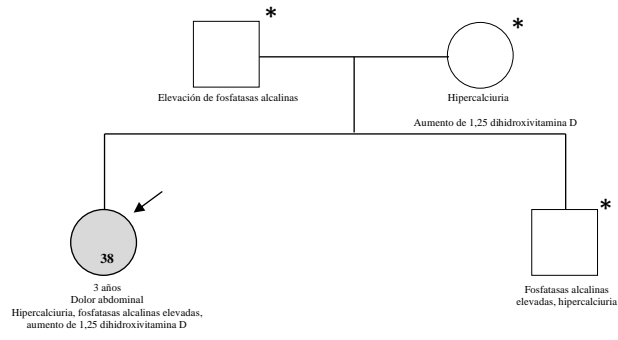 *
*
Elevación de fosfatasas alcalinas
Hipercalciuria
Aumento de 1,25 dihidroxivitamina D
*
38
3 años
Dolor abdominal
Hipercalciuria, fosfatasas alcalinas elevadas,
aumento de 1,25 dihidroxivitamina D
Fosfatasas alcalinas
elevadas, hipercalciuria